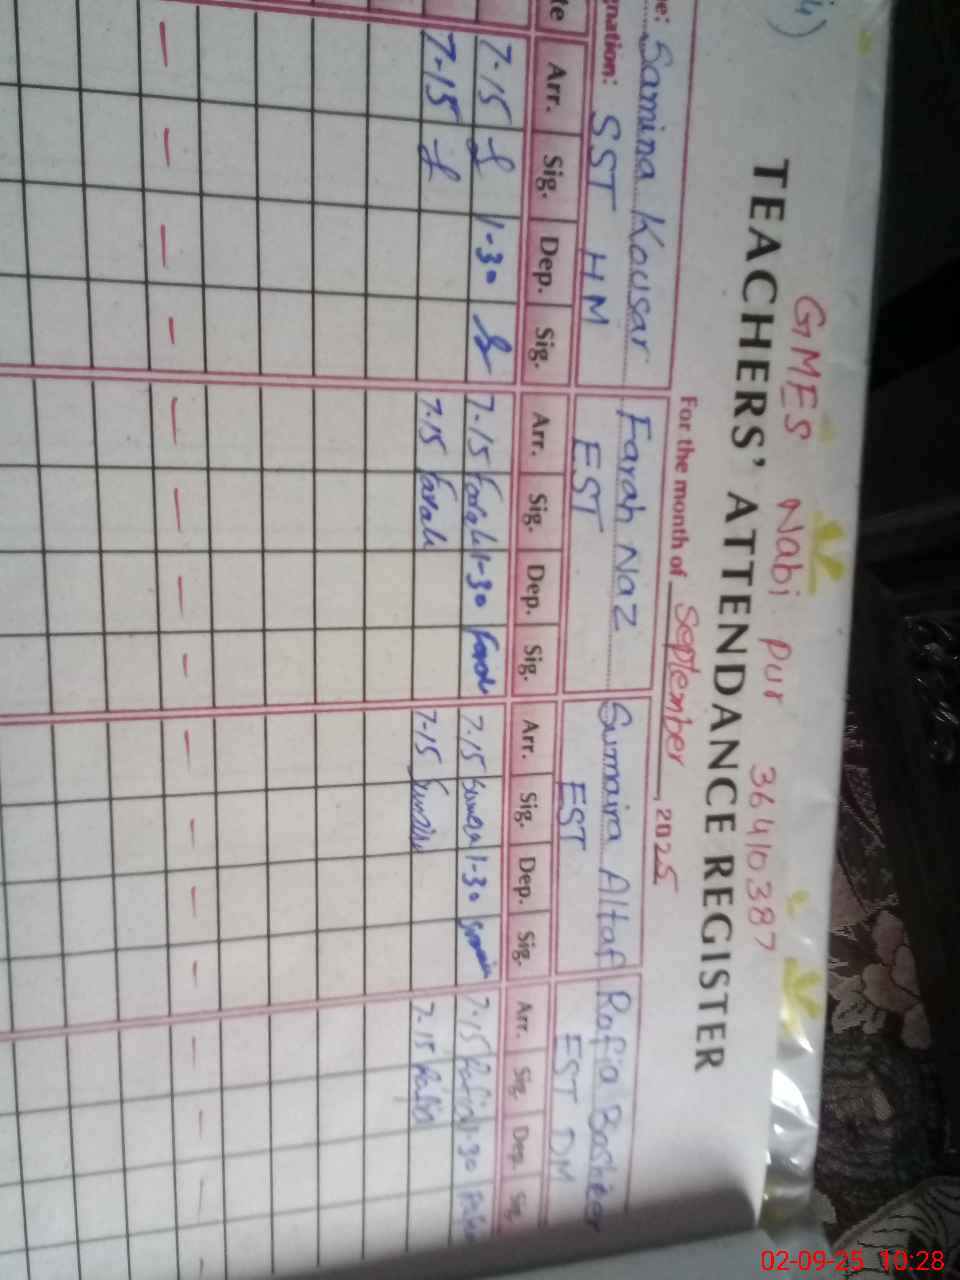 GMES Nabi pur 36410387
TEACHERS' ATTENDANCE REGISTER
For the month of September, 2025
Samina Kousar Farah Naz Sumaira Altaf Rafia Basheer
gnation: SST HM EST EST EST DM
te Arr. Sig. Dep. Sig. Arr. Sig. Dep. Sig. Arr. Sig. Dep. Sig. Arr. Sig. Dep. Sig.
7-15 1-30 7.15 Farah 1-30 Farah 7.15 1-30 7.15 1-30
7-15 7.15 Farah 7-15 7.15
02-09-25 10:28